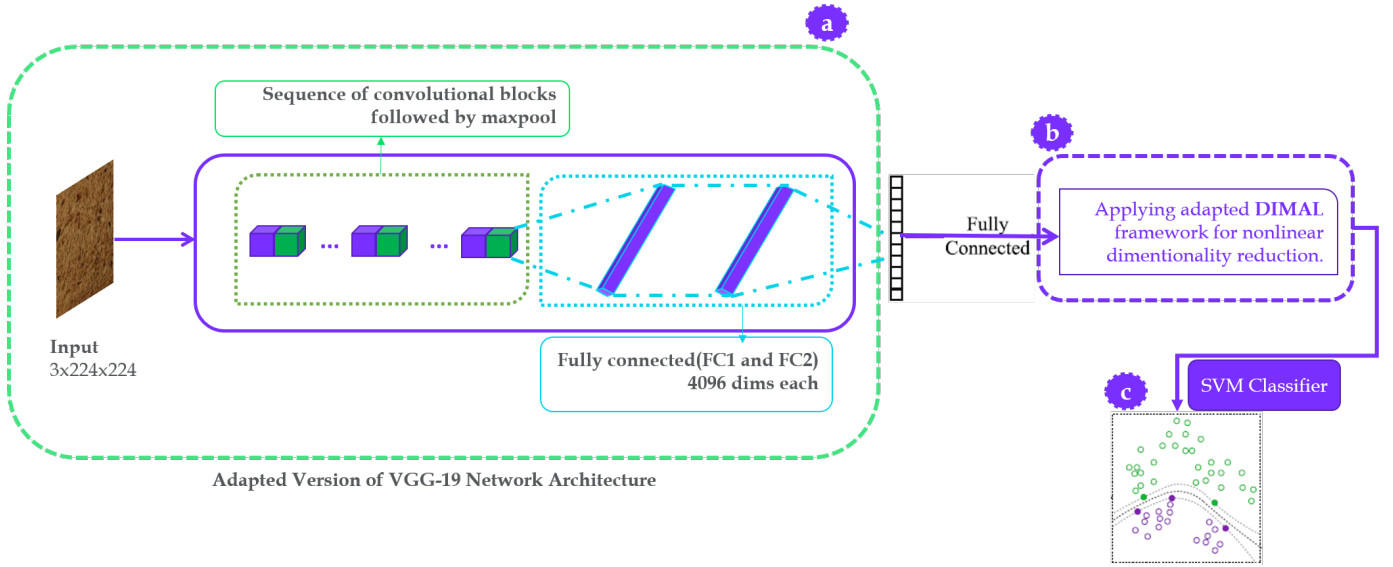 a
Sequence of convolutional blocks
followed by maxpool
...
...
Input
3x224x224
Fully connected(FC1 and FC2)
4096 dims each
Adapted Version of VGG-19 Network Architecture
Fully
Connected
b
Applying adapted DIMAL
framework for nonlinear
dimentionality reduction.
SVM Classifier
c